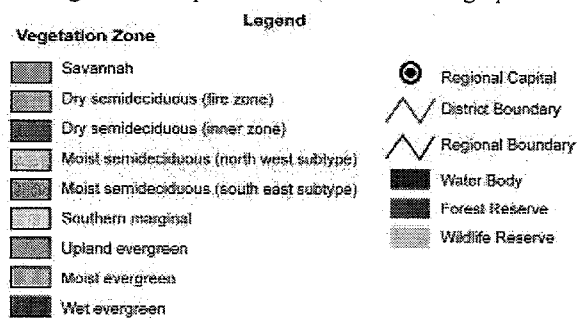 Legend
Vegetation Zone
Savannah
Dry semideciduous (fire zone)
Dry semideciduous (inner zone)
Moist semideciduous (north west subtype)
Moist semideciduous (south east subtype)
Southern marginal
Upland evergreen
Moist evergreen
Wet evergreen
Regional Capital
District Boundary
Regional Boundary
Water Body
Forest Reserve
Wildlife Reserve